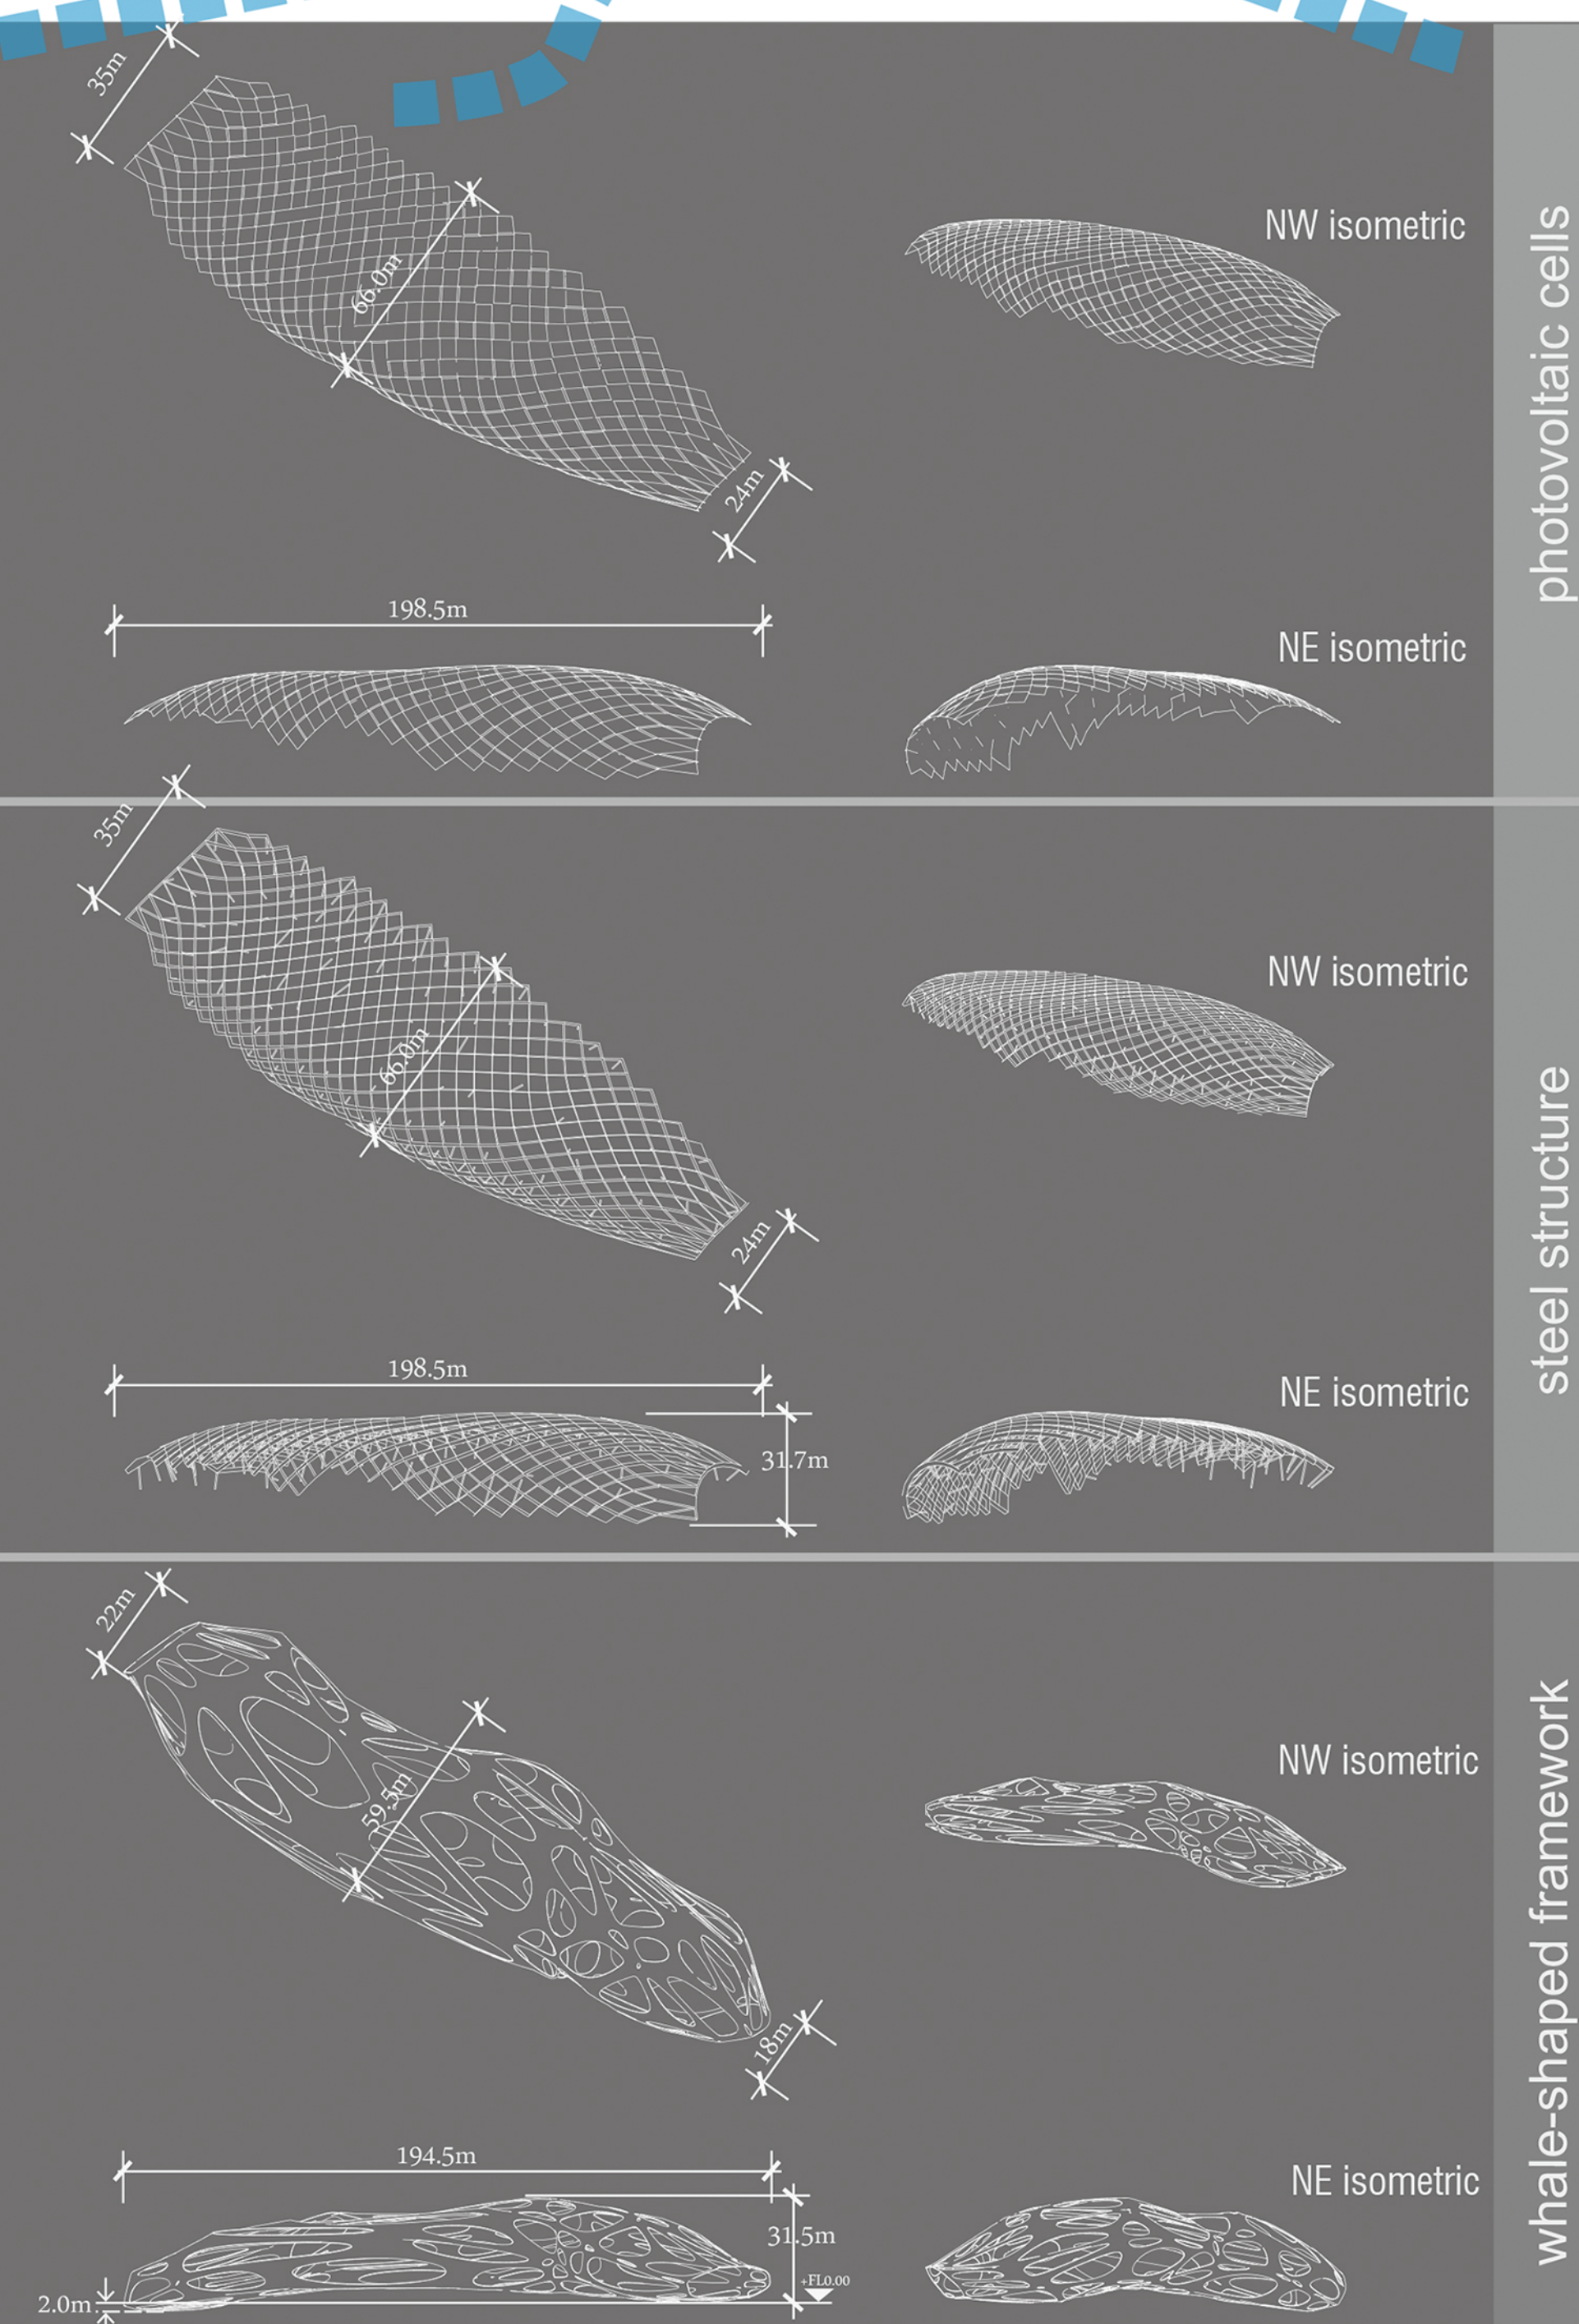 35m
66.0m
24m
NW isometric
198.5m
NE isometric
photovoltaic cells
35m
66.0m
24m
NW isometric
198.5m
31.7m
NE isometric
steel structure
22m
59.5m
18m
NW isometric
194.5m
31.5m
+FL0.00
2.0m
NE isometric
whale-shaped framework